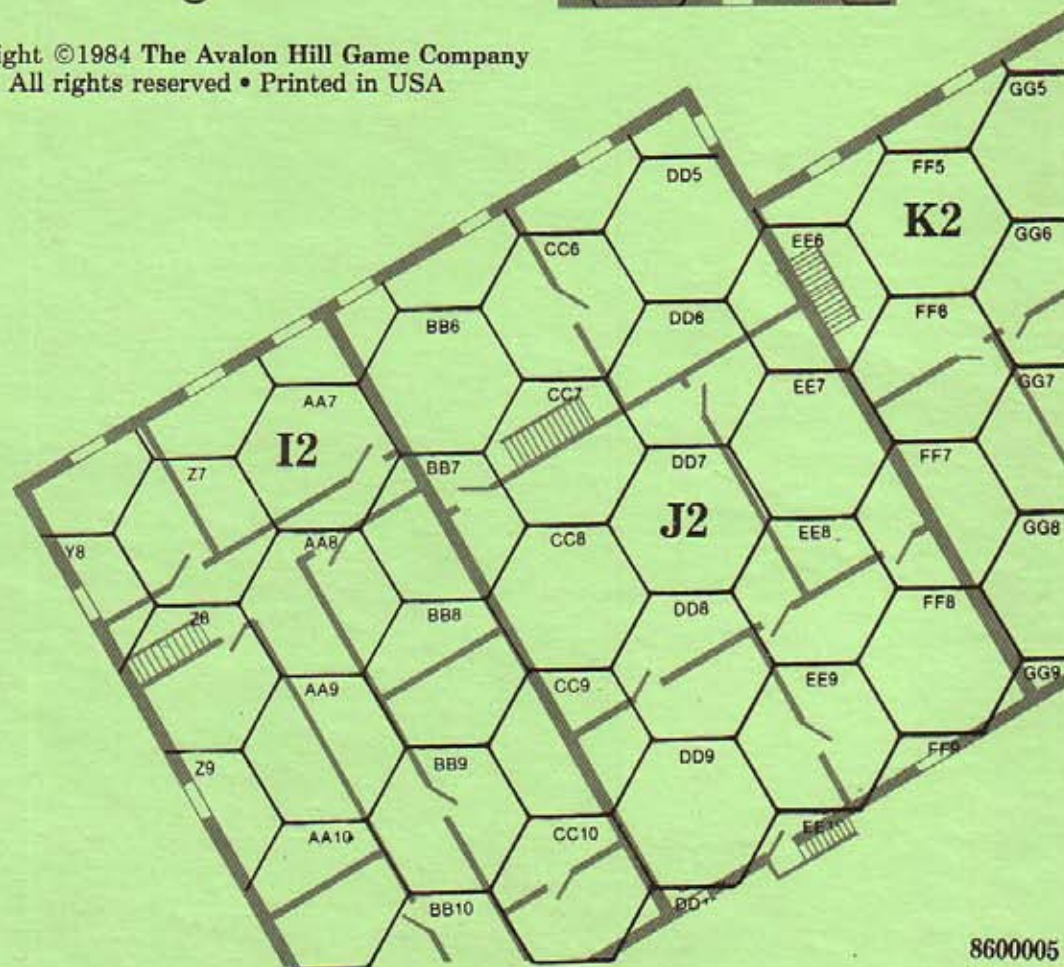 ight ©1984 The Avalon Hill Game Company
All rights reserved • Printed in USA
GG5
DD5
FF5
K2
EE6
GG6
CC6
BB6
DD6
FF6
AA7
CC7
EE7
GG7
I2
Z7
BB7
DD7
FF7
J2
Y8
AA8
CC8
EE8
GG8
Z8
BB8
DD8
FF8
AA9
CC9
EE9
GG9
Z9
BB9
DD9
FF9
AA10
CC10
BB10
8600005